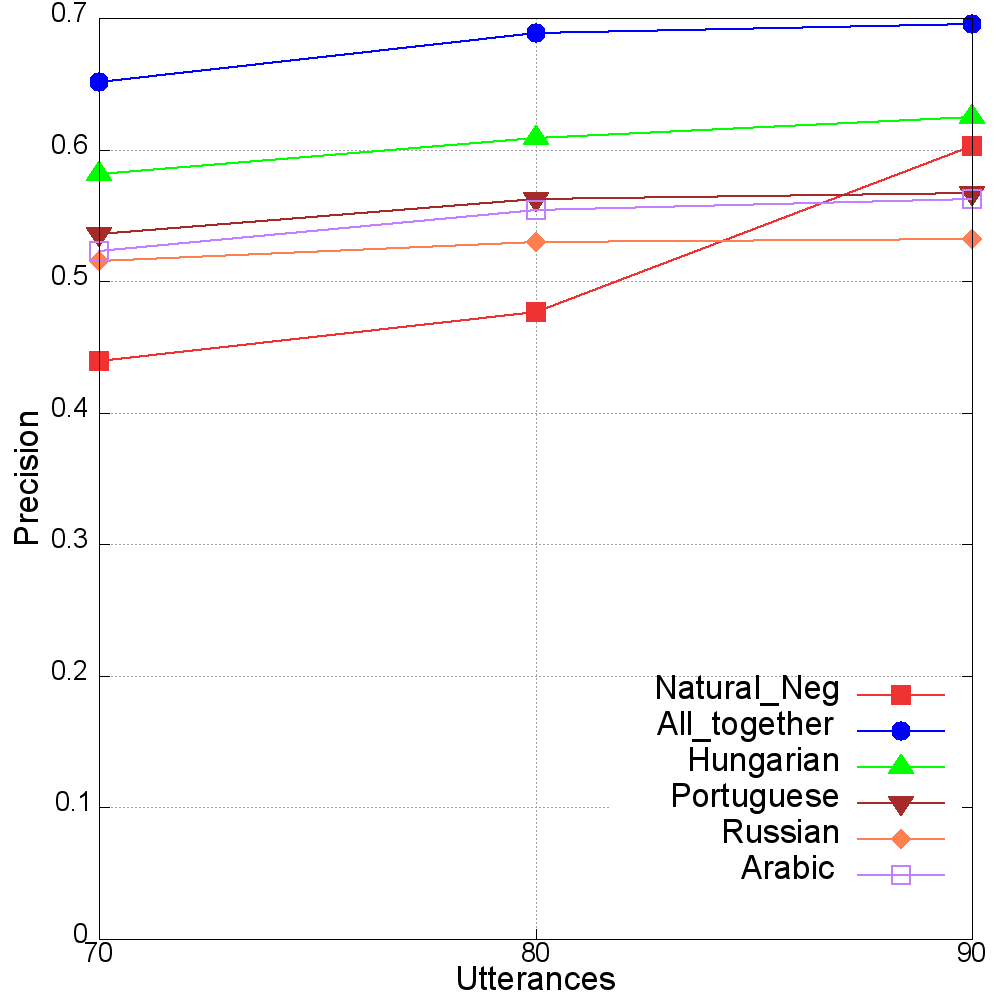 0.7
0.6
0.5
0.4
0.3
0.2
0.1
0
Precision
Natural_Neg
All_together
Hungarian
Portuguese
Russian
Arabic
70 80 90
Utterances